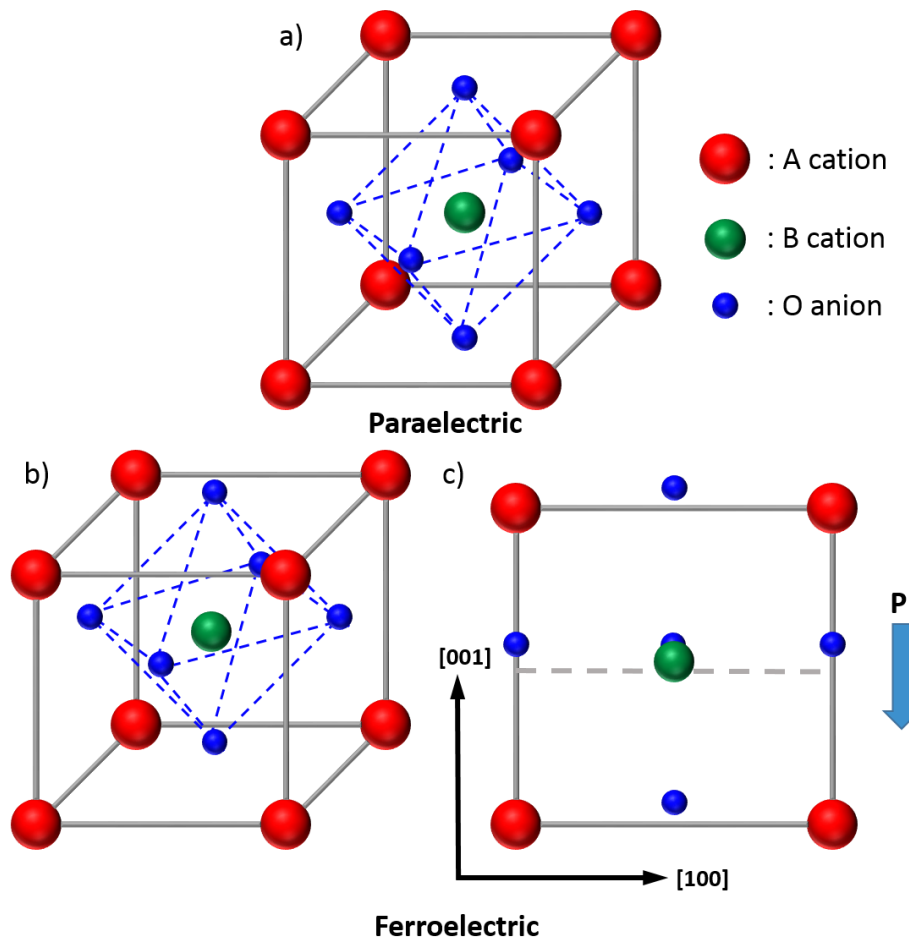 a)
: A cation
: B cation
: O anion
Paraelectric
b)
c)
P
[001]
[100]
Ferroelectric